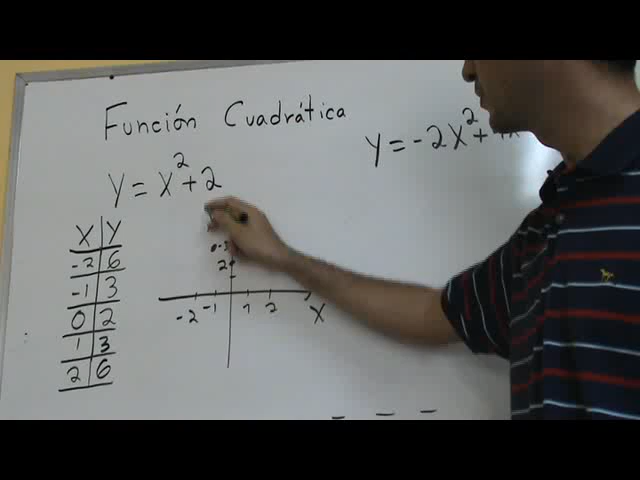 Función Cuadrática
y = x² + 2
y = -2x² +
X Y
-2 6
-1 3
0 2
1 3
2 6
2
-2 -1 1 2 X